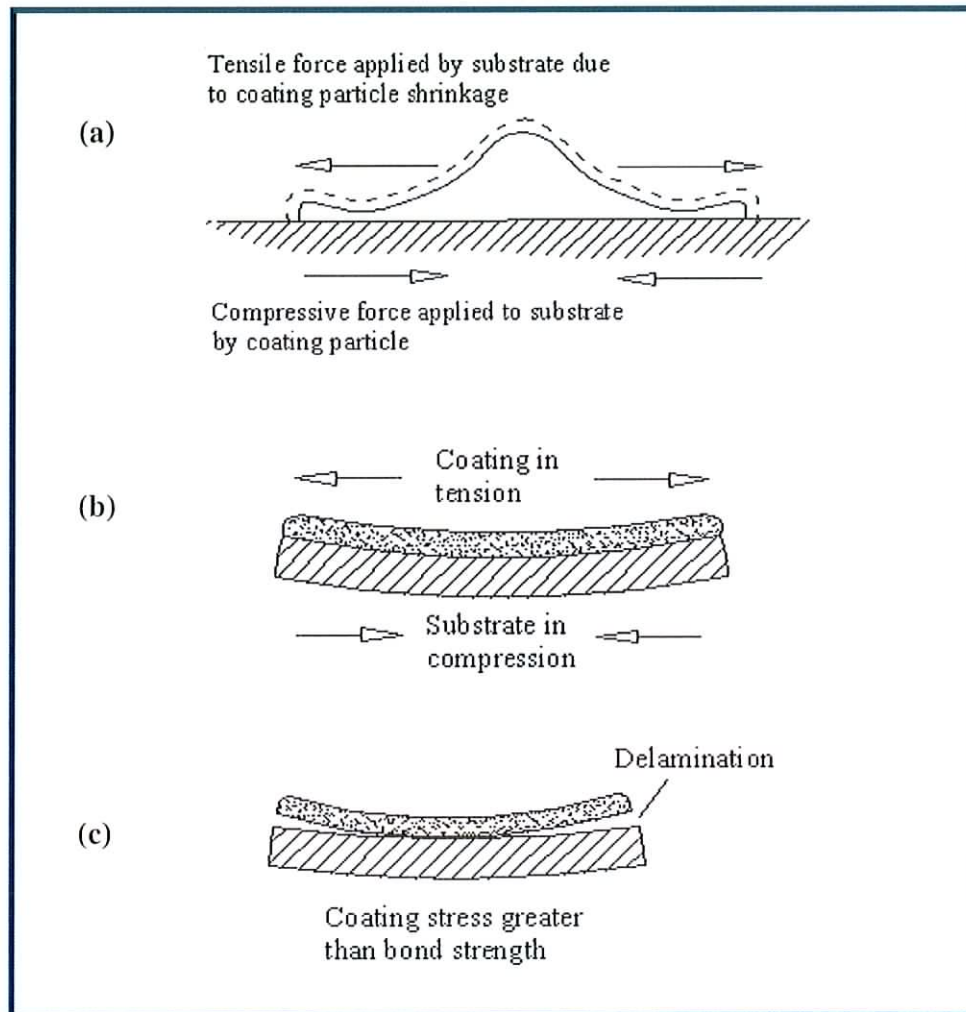 Tensile force applied by substrate due
to coating particle shrinkage
(a)
Compressive force applied to substrate
by coating particle
Coating in
tension
(b)
Substrate in
compression
Delamination
(c)
Coating stress greater
than bond strength